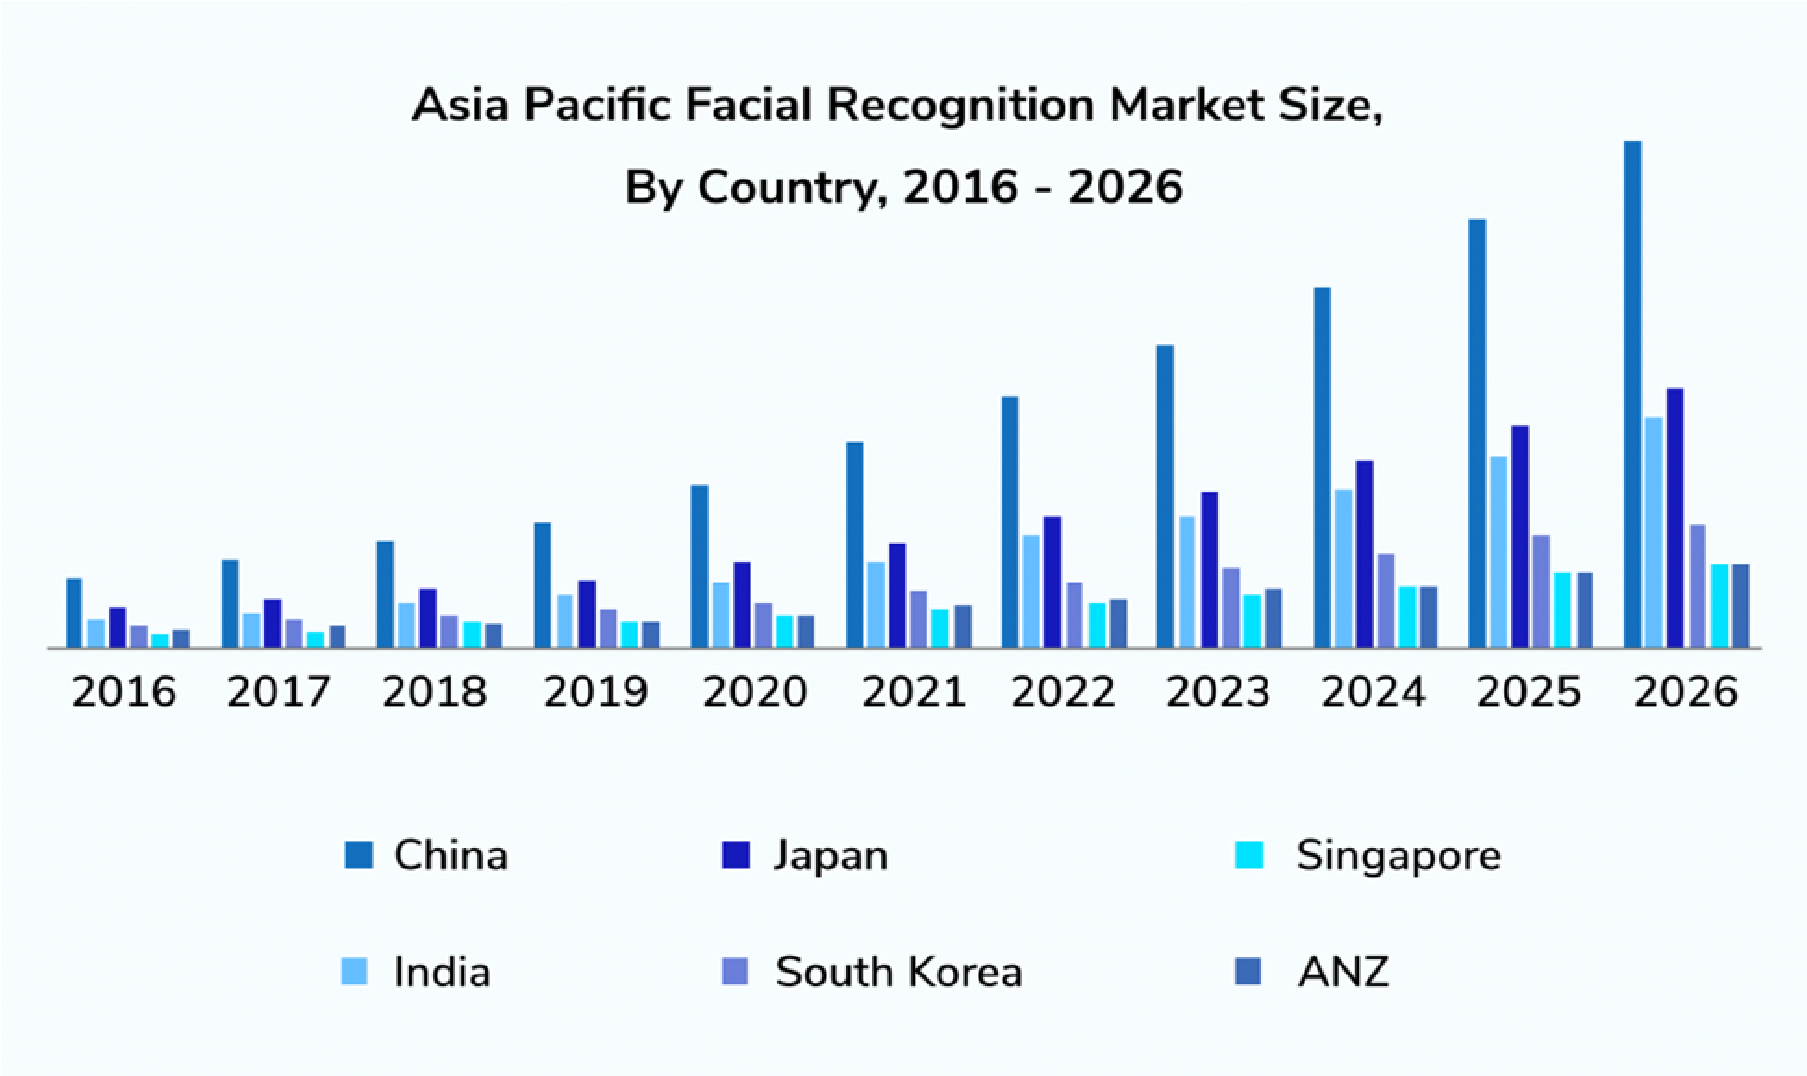 Asia Pacific Facial Recognition Market Size,
By Country, 2016 - 2026
2016 2017 2018 2019 2020 2021 2022 2023 2024 2025 2026
China Japan Singapore
India South Korea ANZ